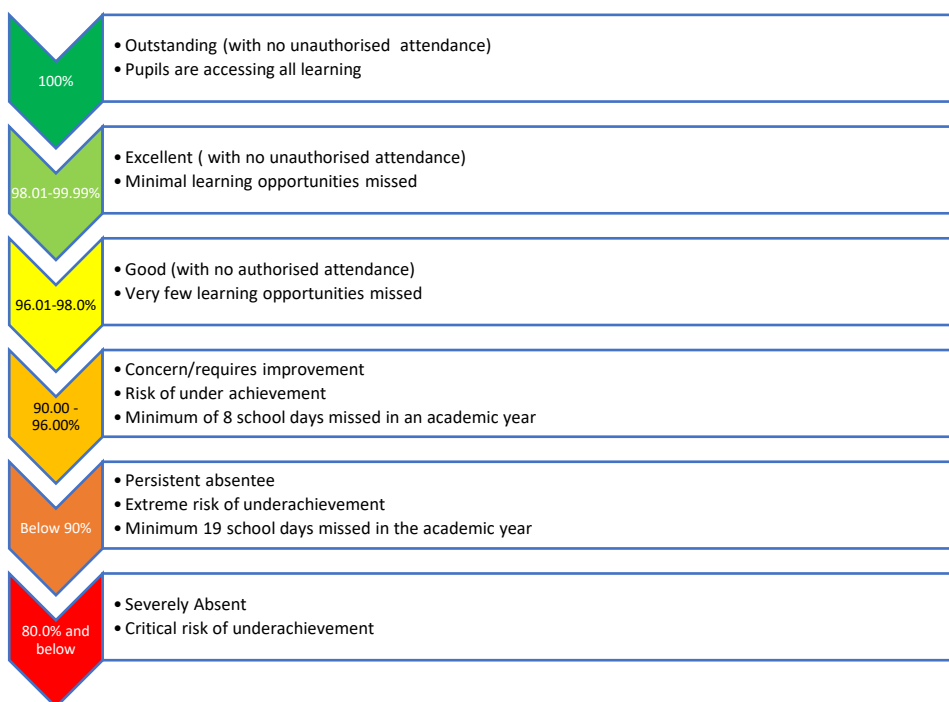 100%
• Outstanding (with no unauthorised  attendance)
• Pupils are accessing all learning
98.01-99.99%
• Excellent ( with no unauthorised attendance)
• Minimal learning opportunities missed
96.01-98.0%
• Good (with no authorised attendance)
• Very few learning opportunities missed
90.00 -
96.00%
• Concern/requires improvement
• Risk of under achievement
• Minimum of 8 school days missed in an academic year
Below 90%
• Persistent absentee
• Extreme risk of underachievement
• Minimum 19 school days missed in the academic year
80.0% and
below
• Severely Absent
• Critical risk of underachievement